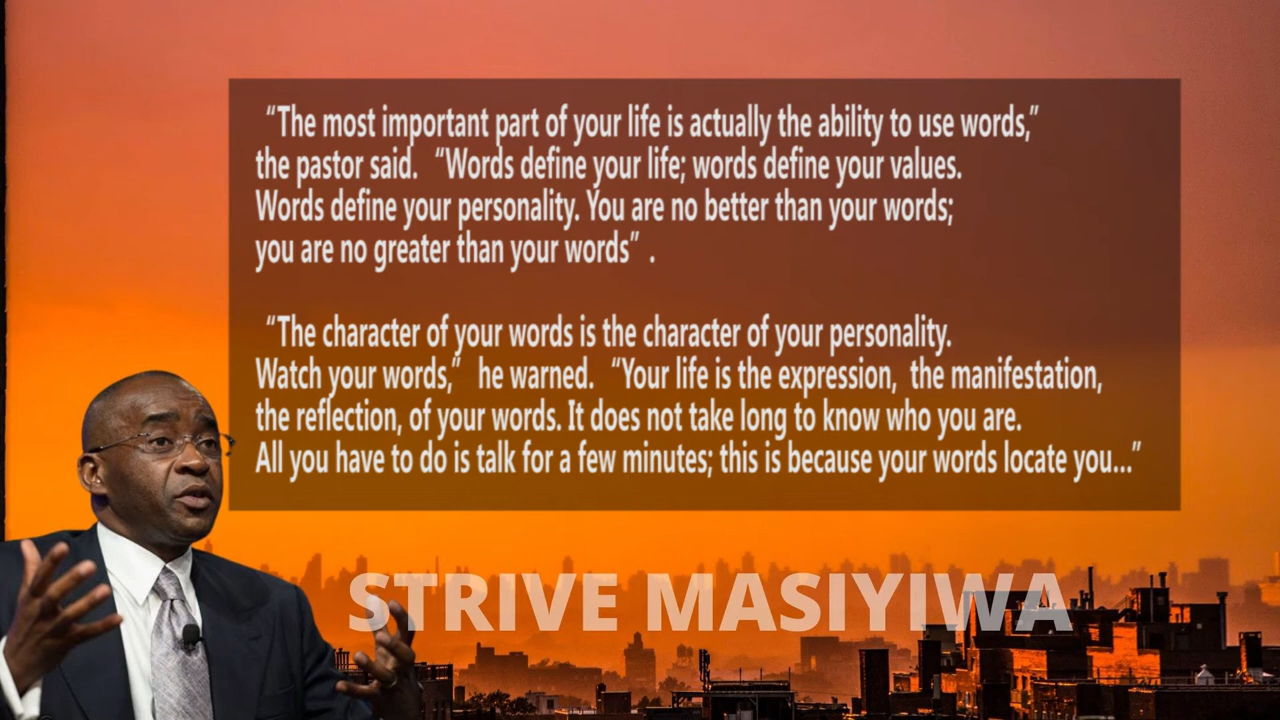 “The most important part of your life is actually the ability to use words,”
the pastor said. “Words define your life; words define your values.
Words define your personality. You are no better than your words;
you are no greater than your words” .
“The character of your words is the character of your personality.
Watch your words,” he warned. “Your life is the expression, the manifestation,
the reflection, of your words. It does not take long to know who you are.
All you have to do is talk for a few minutes; this is because your words locate you...”
STRIVE MASIYIWA